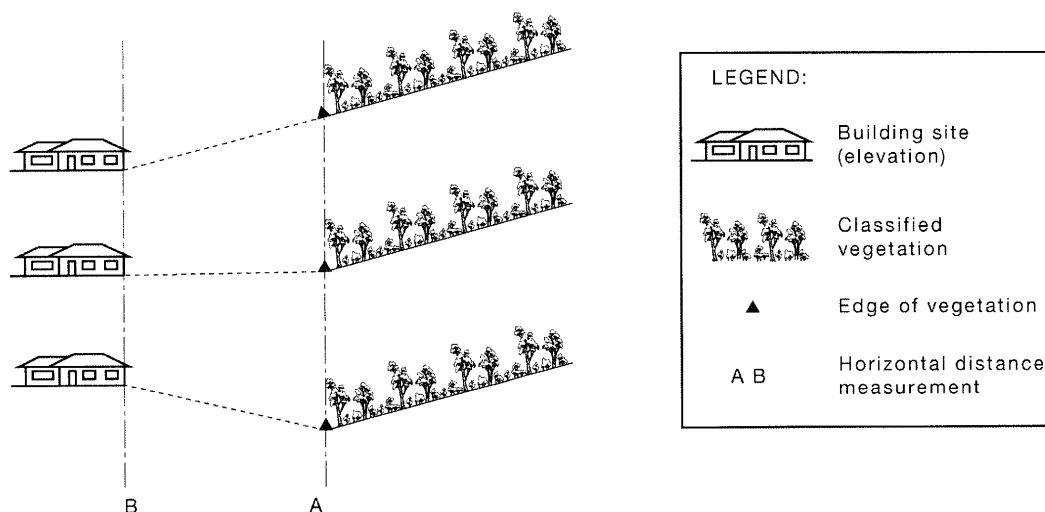 LEGEND:
Building site
(elevation)
Classified
vegetation
Edge of vegetation
A B
Horizontal distance
measurement
B
A